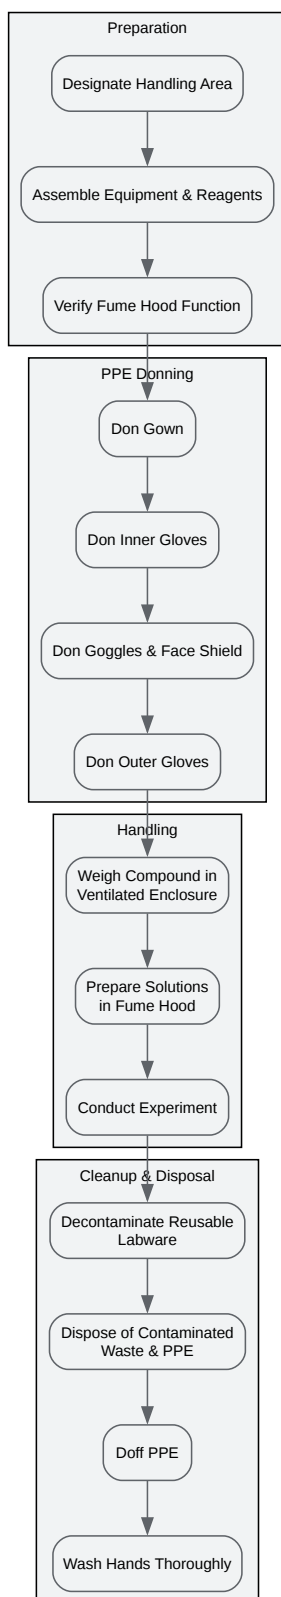 Preparation
Designate Handling Area
Assemble Equipment & Reagents
Verify Fume Hood Function
PPE Donning
Don Gown
Don Inner Gloves
Don Goggles & Face Shield
Don Outer Gloves
Handling
Weigh Compound in
Ventilated Enclosure
Prepare Solutions
in Fume Hood
Conduct Experiment
Cleanup & Disposal
Decontaminate Reusable
Labware
Dispose of Contaminated
Waste & PPE
Doff PPE
Wash Hands Thoroughly